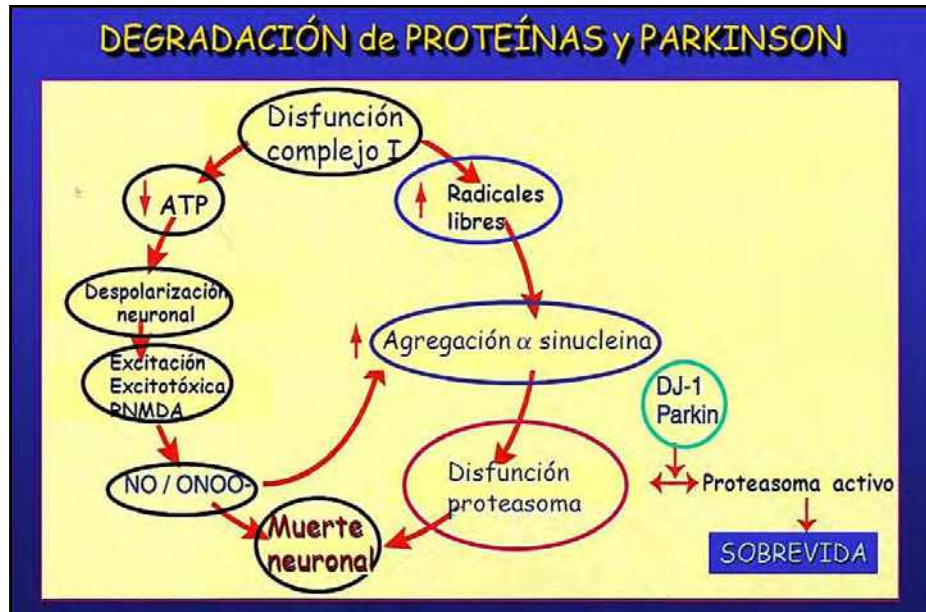 DEGRADACIÓN de PROTEÍNAS y PARKINSON
Disfunción
complejo I
ATP
Radicales
libres
Despolarización
neuronal
Agregación α sinucleina
Excitación
Excitotóxica
RNMDA
DJ-1
Parkin
NO / ONOO-
Disfunción
proteasoma
Proteasoma activo
Muerte
neuronal
SOBREVIDA